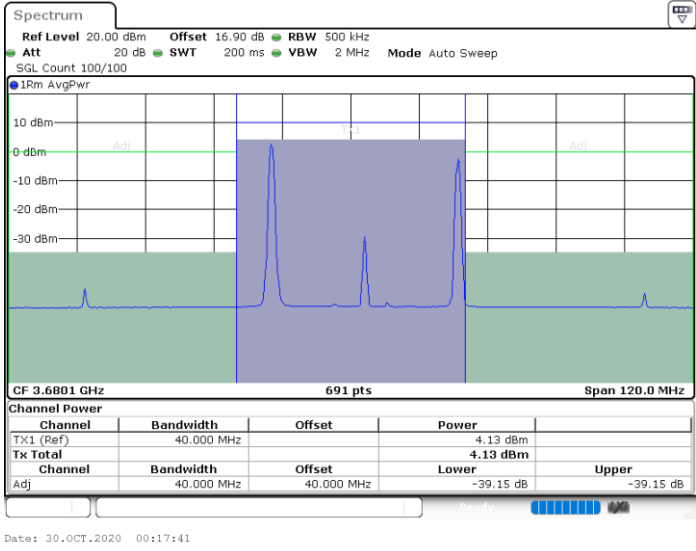 Spectrum
Ref Level 20.00 dBm Offset 16.90 dB RBW 500 kHz
Att 20 dB SWT 200 ms VBW 2 MHz Mode Auto Sweep
SGL Count 100/100
1Rm AvgPwr
10 dBm
TX1
0 dBm Adj Adj
-10 dBm
-20 dBm
-30 dBm
CF 3.6801 GHz 691 pts Span 120.0 MHz
Channel Power
Channel Bandwidth Offset Power
TX1 (Ref) 40.000 MHz 4.13 dBm
Tx Total 4.13 dBm
Channel Bandwidth Offset Lower Upper
Adj 40.000 MHz 40.000 MHz -39.15 dB -39.15 dB
Ready
Date: 30.OCT.2020 00:17:41